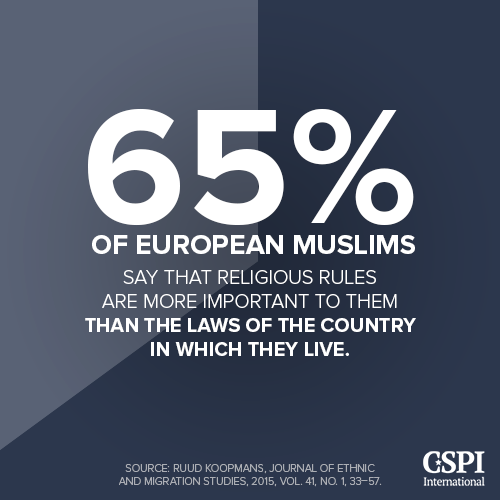 65%
OF EUROPEAN MUSLIMS
SAY THAT RELIGIOUS RULES
ARE MORE IMPORTANT TO THEM
THAN THE LAWS OF THE COUNTRY
IN WHICH THEY LIVE.
SOURCE: RUUD KOOPMANS, JOURNAL OF ETHNIC
AND MIGRATION STUDIES, 2015, VOL. 41, NO. 1, 33–57.
CSPI
International